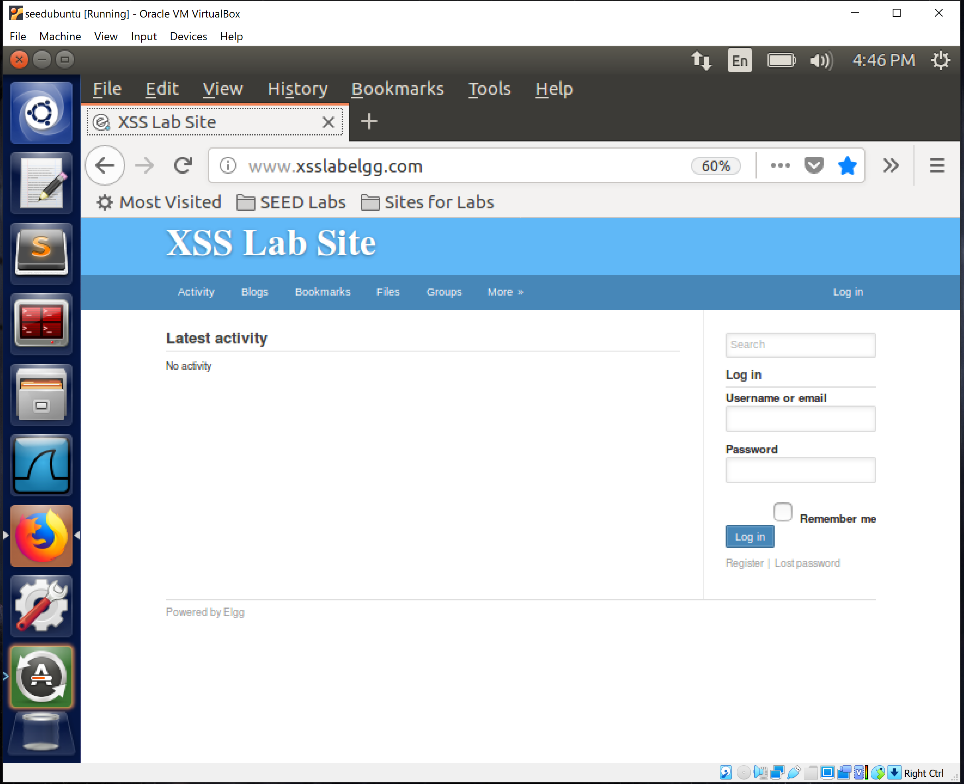 seedubuntu [Running] - Oracle VM VirtualBox
File Machine View Input Devices Help
En 4:46 PM
File Edit View History Bookmarks Tools Help
XSS Lab Site
www.xsslabelgg.com 60%
Most Visited SEED Labs Sites for Labs
XSS Lab Site
Activity Blogs Bookmarks Files Groups More » Log in
Latest activity
No activity
Search
Log in
Username or email
Password
Remember me
Log in
Register | Lost password
Powered by Elgg
Right Ctrl